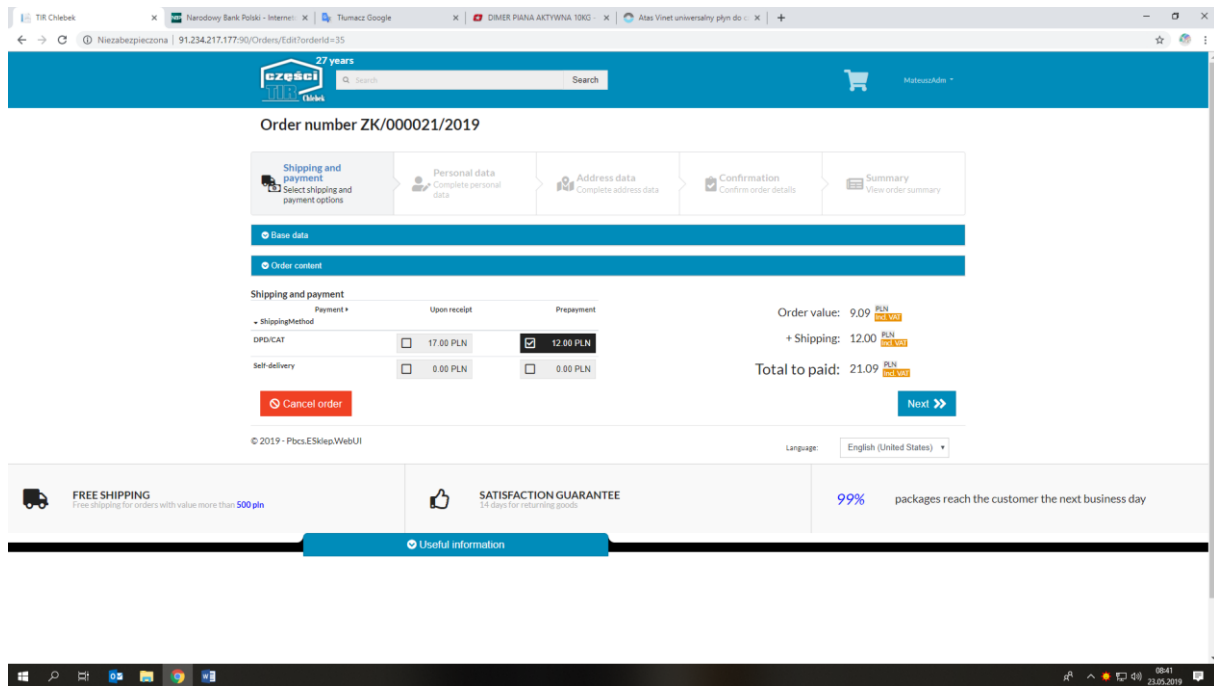 TIR Chlebek
Narodowy Bank Polski - Internet
Tłumacz Google
DIMER PIANA AKTYWNA 10KG -
Atas Vinet uniwersalny płyn do c
Niezabezpieczona | 91.234.217.177:90/Orders/Edit?orderId=35
27 years
części
TIR
Chlebek
Search
Search
MateuszAdm
Order number ZK/000021/2019
Shipping and
payment
Select shipping and
payment options
Personal data
Complete personal
data
Address data
Complete address data
Confirmation
Confirm order details
Summary
View order summary
Base data
Order content
Shipping and payment
Payment
Upon receipt
Prepayment
ShippingMethod
DPD/CAT
17.00 PLN
12.00 PLN
Self-delivery
0.00 PLN
0.00 PLN
Order value: 9.09 PLN
Incl. VAT
+ Shipping: 12.00 PLN
Incl. VAT
Total to paid: 21.09 PLN
Incl. VAT
Cancel order
Next
© 2019 - Pbcs.ESklep.WebUI
Language:
English (United States)
FREE SHIPPING
Free shipping for orders with value more than 500 pln
SATISFACTION GUARANTEE
14 days for returning goods
99%
packages reach the customer the next business day
Useful information
08:41
23.05.2019